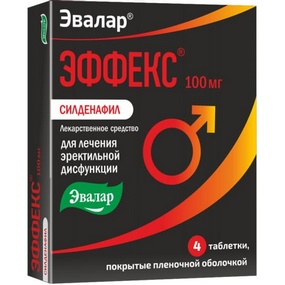 Эвалар®
ЭФФЕКС®
100 мг
СИЛДЕНАФИЛ
Лекарственное средство
для лечения
эректильной
дисфункции
Эвалар
4 таблетки,
покрытые пленочной оболочкой